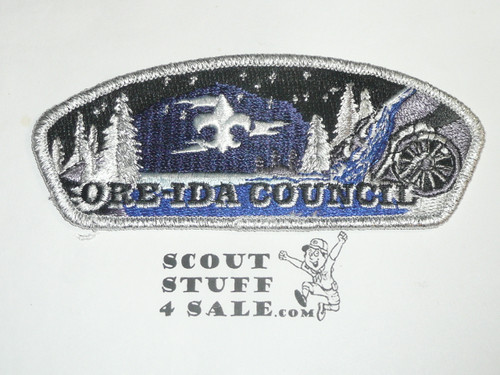 ORE-IDA COUNCIL
SCOUT
STUFF
4 SALE.COM